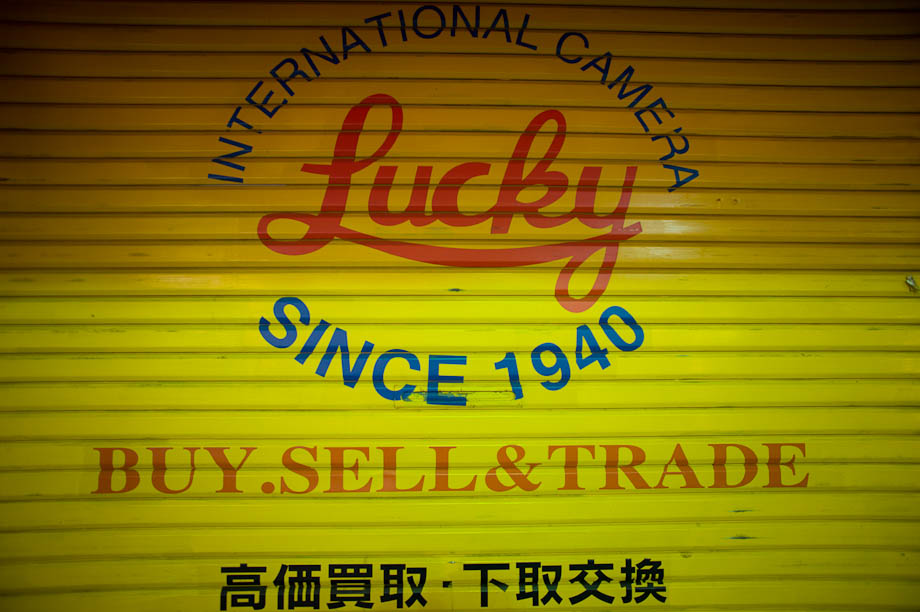 INTERNATIONAL CAMERA
Lucky
SINCE 1940
BUY.SELL&TRADE
高価買取·下取交換